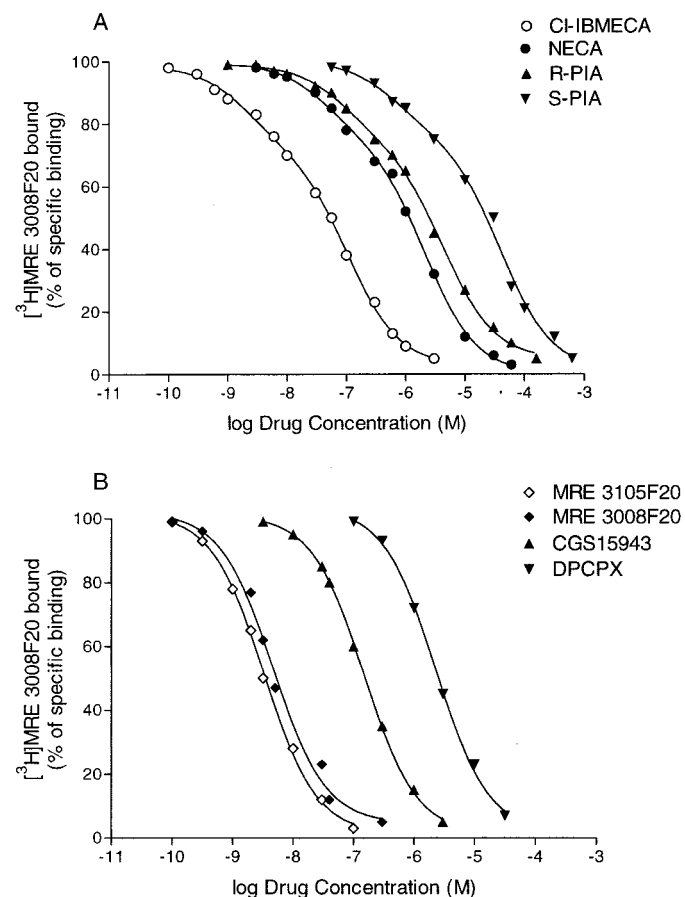 A
Cl-IBMECA
NECA
R-PIA
S-PIA
[³H]MRE 3008F20 bound
(% of specific binding)
100
80
60
40
20
0
-11 -10 -9 -8 -7 -6 -5 -4 -3
log Drug Concentration (M)
B
MRE 3105F20
MRE 3008F20
CGS15943
DPCPX
[³H]MRE 3008F20 bound
(% of specific binding)
100
80
60
40
20
0
-11 -10 -9 -8 -7 -6 -5 -4 -3
log Drug Concentration (M)